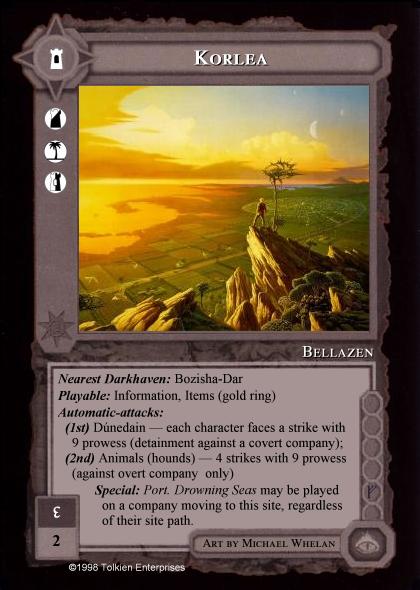 Korlea
Bellazen
Nearest Darkhaven: Bozisha-Dar
Playable: Information, Items (gold ring)
Automatic-attacks:
(1st) Dúnedain — each character faces a strike with
9 prowess (detainment against a covert company);
(2nd) Animals (hounds) — 4 strikes with 9 prowess
(against overt company only)
Special: Port. Drowning Seas may be played
on a company moving to this site, regardless
of their site path.
ε
2
Art by Michael Whelan
©1998 Tolkien Enterprises